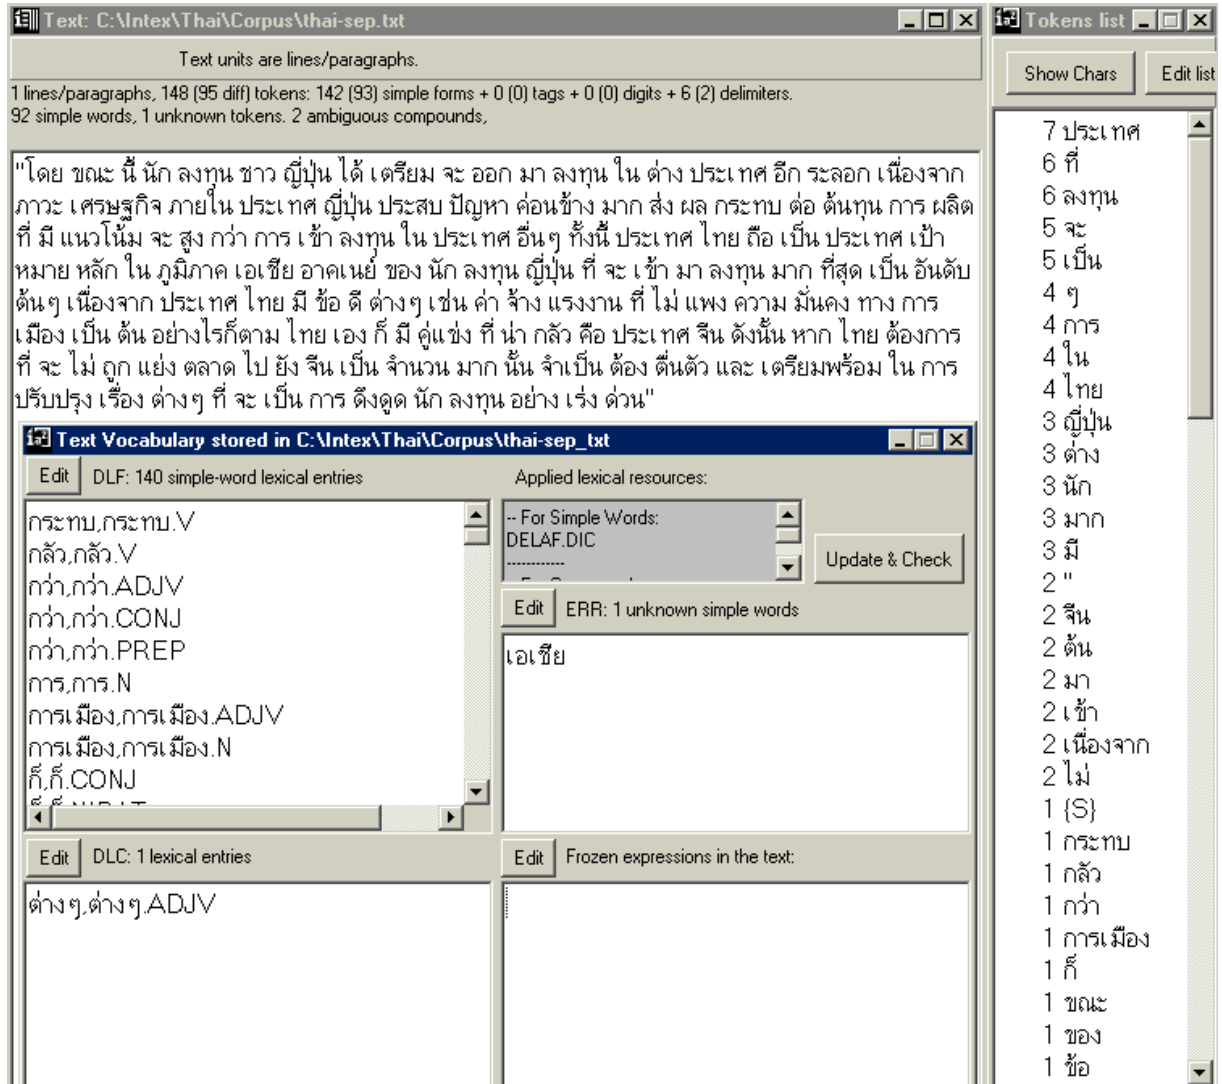 Text: C:\Intex\Thai\Corpus\thai-sep.txt
Text units are lines/paragraphs.
1 lines/paragraphs, 148 (95 diff) tokens: 142 (93) simple forms + 0 (0) tags + 0 (0) digits + 6 (2) delimiters.
92 simple words, 1 unknown tokens. 2 ambiguous compounds,
"โดย ขณะ นี้ นัก ลงทุน ชาว ญี่ปุ่น ได้ เตรียม จะ ออก มา ลงทุน ใน ต่าง ประเทศ อีก ระลอก เนื่องจาก
ภาวะ เศรษฐกิจ ภายใน ประเทศ ญี่ปุ่น ประสบ ปัญหา ค่อนข้าง มาก ส่ง ผล กระทบ ต่อ ต้นทุน การ ผลิต
ที่ มี แนวโน้ม จะ สูง กว่า การ เข้า ลงทุน ใน ประเทศ อื่นๆ ทั้งนี้ ประเทศ ไทย ถือ เป็น ประเทศ เป้า
หมาย หลัก ใน ภูมิภาค เอเชีย อาคเนย์ ของ นัก ลงทุน ญี่ปุ่น ที่ จะ เข้า มา ลงทุน มาก ที่สุด เป็น อันดับ
ต้นๆ เนื่องจาก ประเทศ ไทย มี ข้อ ดี ต่างๆ เช่น ค่า จ้าง แรงงาน ที่ ไม่ แพง ความ มั่นคง ทาง การ
เมือง เป็น ต้น อย่างไรก็ตาม ไทย เอง ก็ มี คู่แข่ง ที่ น่า กลัว คือ ประเทศ จีน ดังนั้น หาก ไทย ต้องการ
ที่ จะ ไม่ ถูก แย่ง ตลาด ไป ยัง จีน เป็น จำนวน มาก นั้น จำเป็น ต้อง ตื่นตัว และ เตรียมพร้อม ใน การ
ปรับปรุง เรื่อง ต่างๆ ที่ จะ เป็น การ ดึงดูด นัก ลงทุน อย่าง เร่ง ด่วน"
Text Vocabulary stored in C:\Intex\Thai\Corpus\thai-sep_txt
Edit DLF: 140 simple-word lexical entries
กระทบ,กระทบ.V
กลัว,กลัว.V
กว่า,กว่า.ADJV
กว่า,กว่า.CONJ
กว่า,กว่า.PREP
การ,การ.N
การเมือง,การเมือง.ADJV
การเมือง,การเมือง.N
ก็,ก็.CONJ
Applied lexical resources:
-- For Simple Words:
DELAF.DIC
------------
Update & Check
Edit ERR: 1 unknown simple words
เอเชีย
Edit DLC: 1 lexical entries
ต่างๆ,ต่างๆ.ADJV
Edit Frozen expressions in the text:
Tokens list
Show Chars
Edit list
7 ประเทศ
6 ที่
6 ลงทุน
5 จะ
5 เป็น
4 ๆ
4 การ
4 ใน
4 ไทย
3 ญี่ปุ่น
3 ต่าง
3 นัก
3 มาก
3 มี
2 "
2 จีน
2 ต้น
2 มา
2 เข้า
2 เนื่องจาก
2 ไม่
1 {S}
1 กระทบ
1 กลัว
1 กว่า
1 การเมือง
1 ก็
1 ขณะ
1 ของ
1 ข้อ